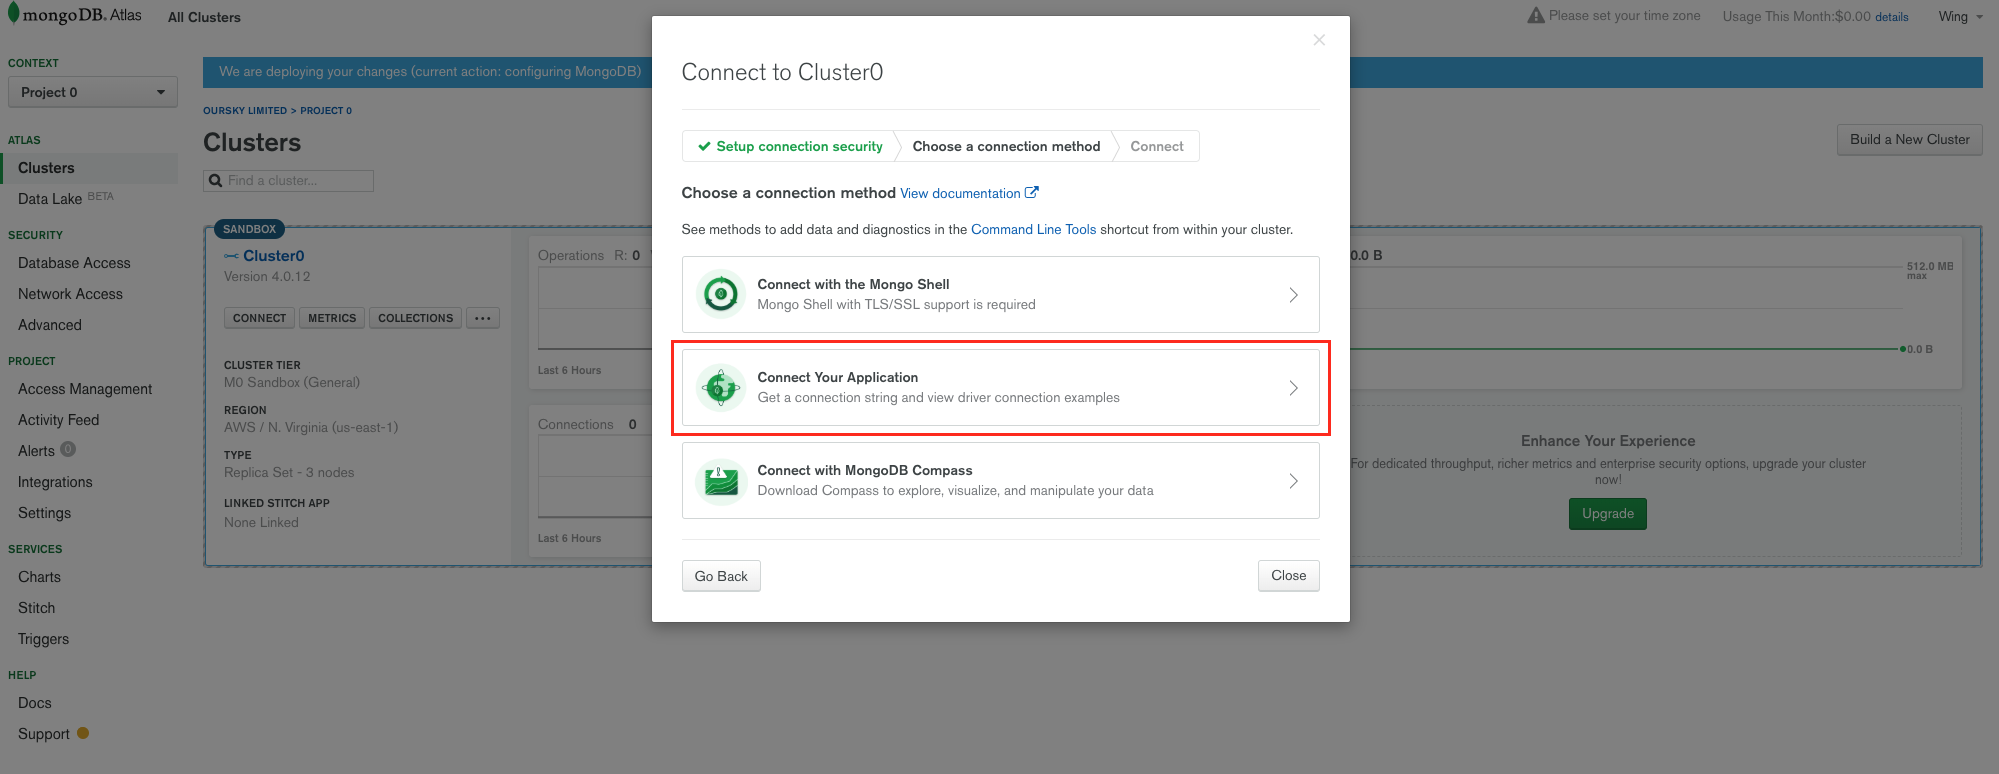 mongoDB. Atlas
All Clusters
Please set your time zone
Usage This Month:$0.00 details
Wing
CONTEXT
Project 0
ATLAS
Clusters
Data Lake BETA
SECURITY
Database Access
Network Access
Advanced
PROJECT
Access Management
Activity Feed
Alerts 0
Integrations
Settings
SERVICES
Charts
Stitch
Triggers
HELP
Docs
Support
We are deploying your changes (current action: configuring MongoDB)
OURSKY LIMITED > PROJECT 0
Clusters
Build a New Cluster
Find a cluster...
SANDBOX
Cluster0
Version 4.0.12
CONNECT
METRICS
COLLECTIONS
...
CLUSTER TIER
M0 Sandbox (General)
REGION
AWS / N. Virginia (us-east-1)
TYPE
Replica Set - 3 nodes
LINKED STITCH APP
None Linked
Operations R: 0
Last 6 Hours
Connections 0
Last 6 Hours
0.0 B
512.0 MB
max
0.0 B
Enhance Your Experience
For dedicated throughput, richer metrics and enterprise security options, upgrade your cluster
now!
Upgrade
Connect to Cluster0
Setup connection security
Choose a connection method
Connect
Choose a connection method View documentation
See methods to add data and diagnostics in the Command Line Tools shortcut from within your cluster.
Connect with the Mongo Shell
Mongo Shell with TLS/SSL support is required
Connect Your Application
Get a connection string and view driver connection examples
Connect with MongoDB Compass
Download Compass to explore, visualize, and manipulate your data
Go Back
Close